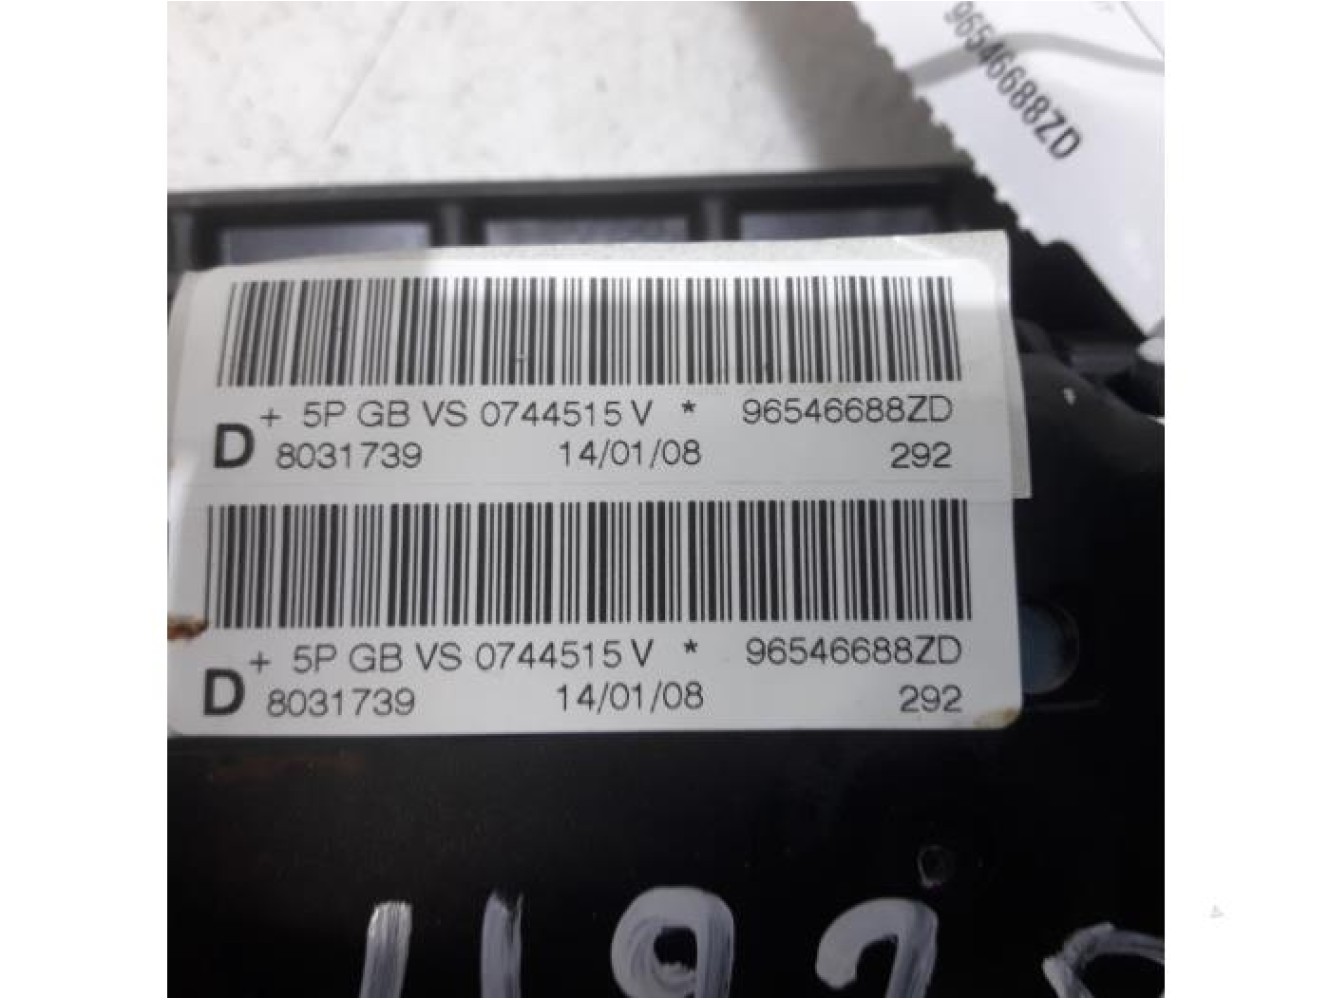 96546688ZD
+ 5P GB VS 0744515 V * 96546688ZD
D 8031739 14/01/08 292
+ 5P GB VS 0744515 V * 96546688ZD
D 8031739 14/01/08 292